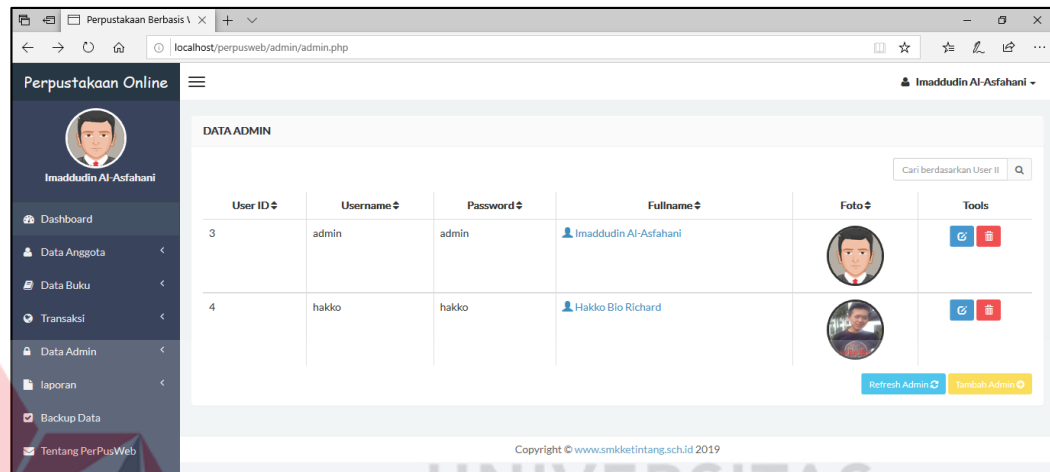 Perpustakaan Berbasis \
localhost/perpusweb/admin/admin.php
Perpustakaan Online
Imaddudin Al-Asfahani
Imaddudin Al-Asfahani
Dashboard
Data Anggota
Data Buku
Transaksi
Data Admin
laporan
Backup Data
Tentang PerPusWeb
DATA ADMIN
Cari berdasarkan User II
User ID Username Password Fullname Foto Tools
3 admin admin Imaddudin Al-Asfahani
4 hakko hakko Hakko Bio Richard
Refresh Admin Tambah Admin
Copyright © www.smkketintang.sch.id 2019
UNIVERSITAS